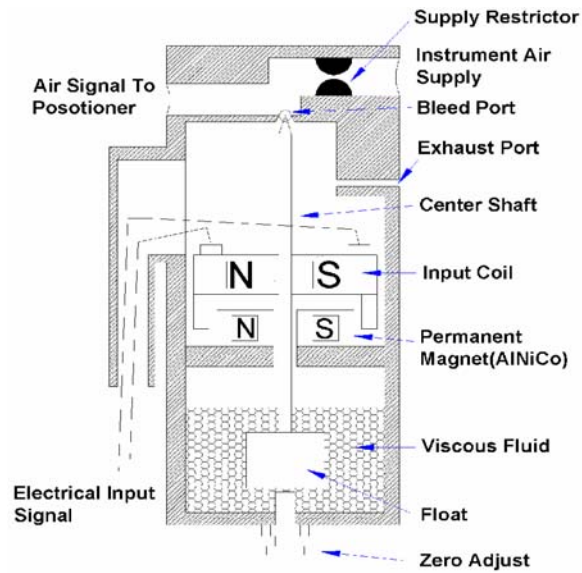 Supply Restrictor
Instrument Air
Supply
Air Signal To
Posotioner
Bleed Port
Exhaust Port
Center Shaft
N S
Input Coil
N S
Permanent
Magnet(AlNiCo)
Viscous Fluid
Electrical Input
Signal
Float
Zero Adjust